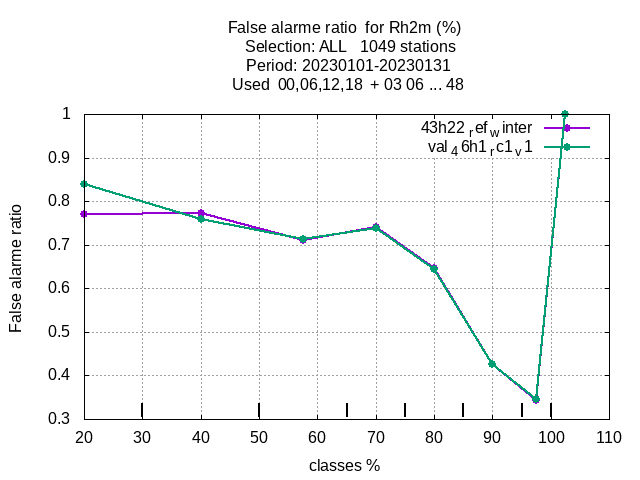 False alarme ratio  for Rh2m (%)
Selection: ALL   1049 stations
Period: 20230101-20230131
Used  00,06,12,18  + 03 06 ... 48
43h22 ref winter
val 4 6h1 r c1 v 1
1
0.9
0.8
0.7
0.6
0.5
0.4
0.3
False alarme ratio
20 30 40 50 60 70 80 90 100 110
classes %